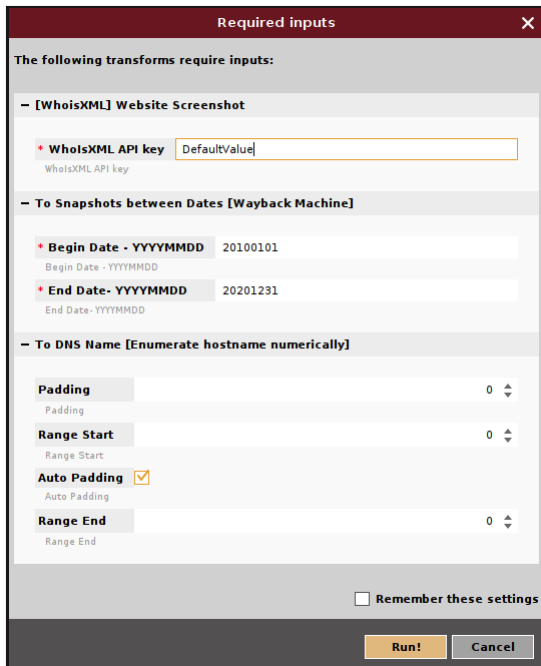 Required inputs
The following transforms require inputs:
[WhoisXML] Website Screenshot
* WhoIsXML API key DefaultValue
WhoIsXML API key
To Snapshots between Dates [Wayback Machine]
* Begin Date - YYYYMMDD 20100101
Begin Date - YYYYMMDD
* End Date- YYYYMMDD 20201231
End Date- YYYYMMDD
To DNS Name [Enumerate hostname numerically]
Padding 0
Padding
Range Start 0
Range Start
Auto Padding
Auto Padding
Range End 0
Range End
Remember these settings
Run! Cancel